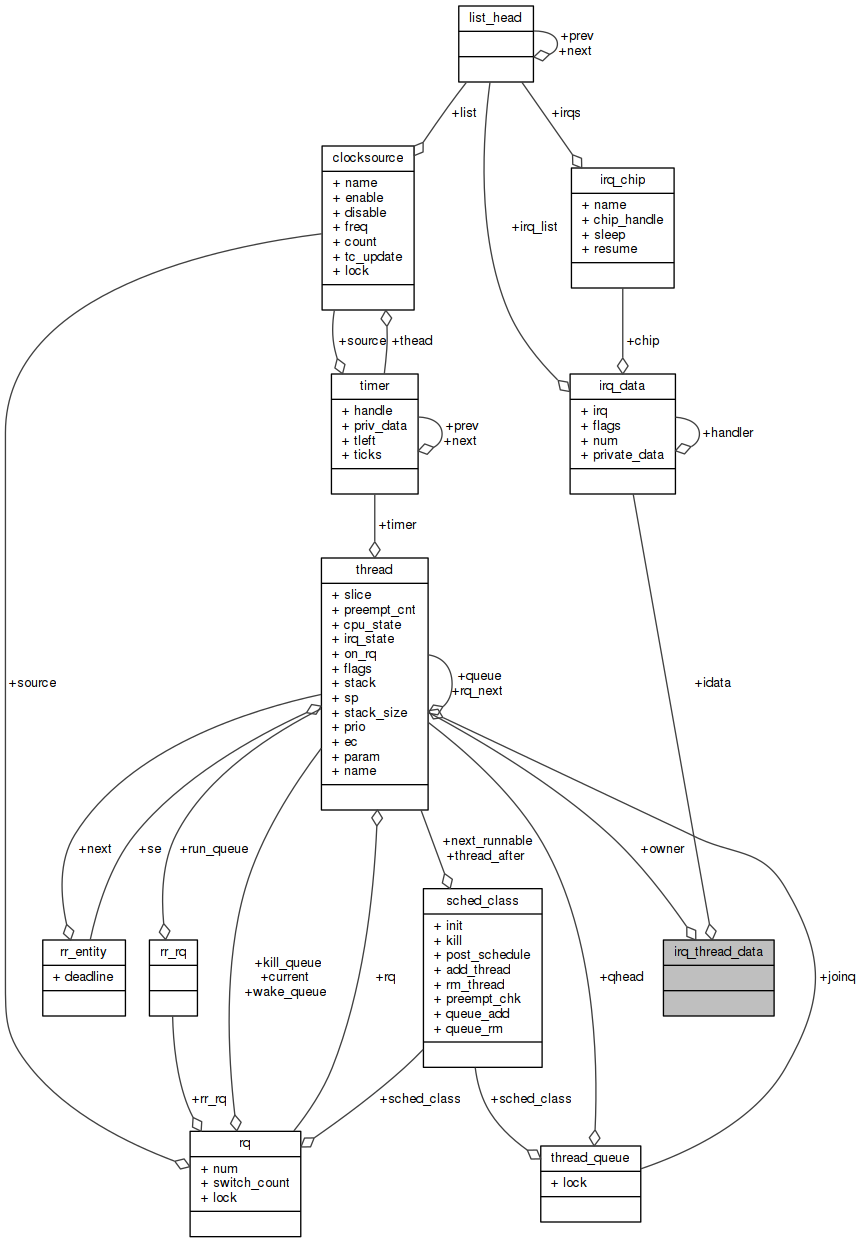 list_head
+prev
+next
+list
+irqs
clocksource
+ name
+ enable
+ disable
+ freq
+ count
+ tc_update
+ lock
irq_chip
+ name
+ chip_handle
+ sleep
+ resume
+irq_list
+source
+thead
+chip
timer
+ handle
+ priv_data
+ tleft
+ ticks
+prev
+next
irq_data
+ irq
+ flags
+ num
+ private_data
+handler
+timer
thread
+ slice
+ preempt_cnt
+ cpu_state
+ irq_state
+ on_rq
+ flags
+ stack
+ sp
+ stack_size
+ prio
+ ec
+ param
+ name
+queue
+rq_next
+source
+idata
+next
+se
+run_queue
+next_runnable
+thread_after
+owner
sched_class
+ init
+ kill
+ post_schedule
+ add_thread
+ rm_thread
+ preempt_chk
+ queue_add
+ queue_rm
rr_entity
+ deadline
rr_rq
+kill_queue
+current
+wake_queue
+rq
+qhead
irq_thread_data
+joinq
+rr_rq
+sched_class
+sched_class
rq
+ num
+ switch_count
+ lock
thread_queue
+ lock